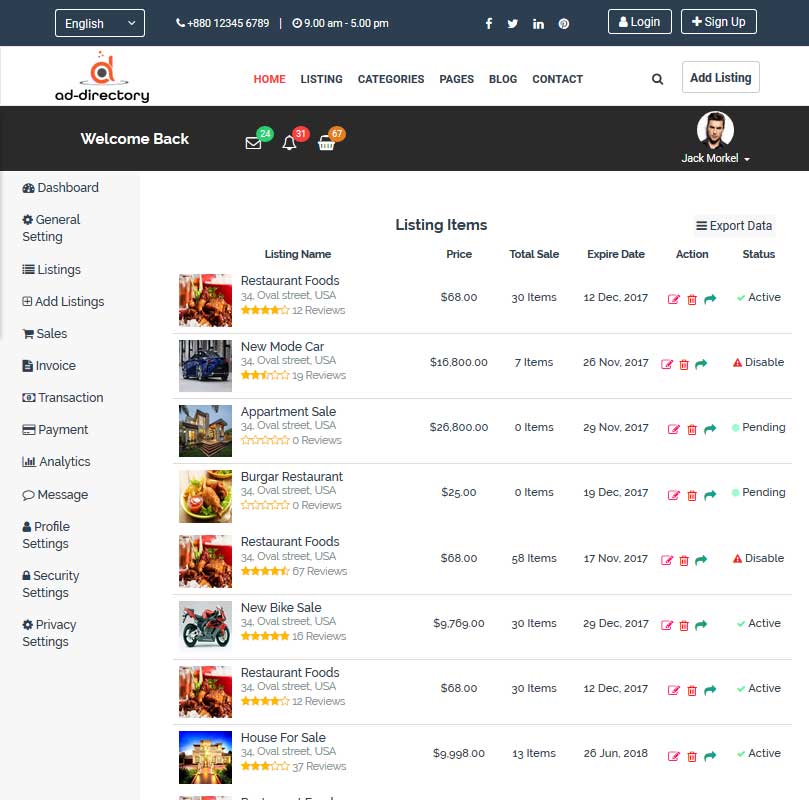 English
+880 12345 6789 | 9.00 am - 5.00 pm
Login
Sign Up
ad-directory
HOME LISTING CATEGORIES PAGES BLOG CONTACT
Add Listing
Welcome Back
24
31
67
Jack Morkel
Dashboard
General
Setting
Listings
Add Listings
Sales
Invoice
Transaction
Payment
Analytics
Message
Profile
Settings
Security
Settings
Privacy
Settings
Listing Items
Export Data
Listing Name Price Total Sale Expire Date Action Status
Restaurant Foods
34, Oval street, USA
12 Reviews
$68.00 30 Items 12 Dec, 2017 Active
New Mode Car
34, Oval street, USA
19 Reviews
$16,800.00 7 Items 26 Nov, 2017 Disable
Appartment Sale
34, Oval street, USA
0 Reviews
$26,800.00 0 Items 29 Nov, 2017 Pending
Burgar Restaurant
34, Oval street, USA
0 Reviews
$25.00 0 Items 19 Dec, 2017 Pending
Restaurant Foods
34, Oval street, USA
67 Reviews
$68.00 58 Items 17 Nov, 2017 Disable
New Bike Sale
34, Oval street, USA
16 Reviews
$9,769.00 30 Items 29 Dec, 2017 Active
Restaurant Foods
34, Oval street, USA
12 Reviews
$68.00 30 Items 12 Dec, 2017 Active
House For Sale
34, Oval street, USA
37 Reviews
$9,998.00 13 Items 26 Jun, 2018 Active